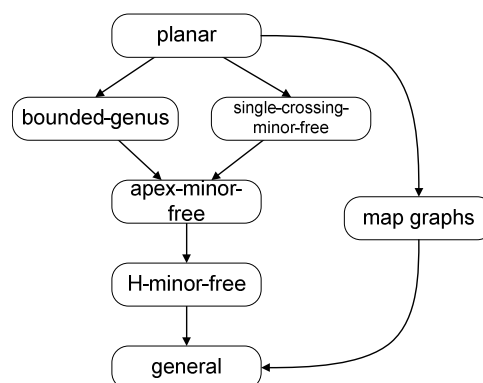 planar
bounded-genus
single-crossing-
minor-free
apex-minor-
free
map graphs
H-minor-free
general